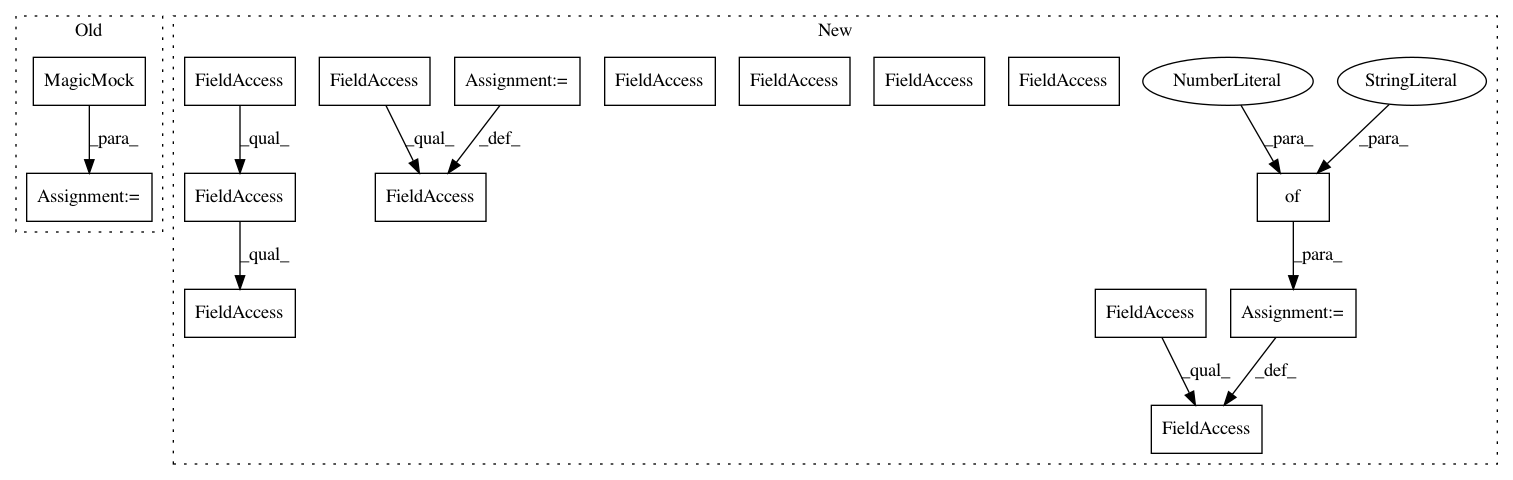 Old
New
MagicMock
FieldAccess
FieldAccess
Assignment:=
FieldAccess
FieldAccess
FieldAccess
FieldAccess
NumberLiteral
StringLiteral
_para_
_qual_
_qual_
_def_
_para_
_para_
Assignment:=
FieldAccess
FieldAccess
of
_qual_
_para_
FieldAccess
FieldAccess
Assignment:=
_qual_
_def_
FieldAccess